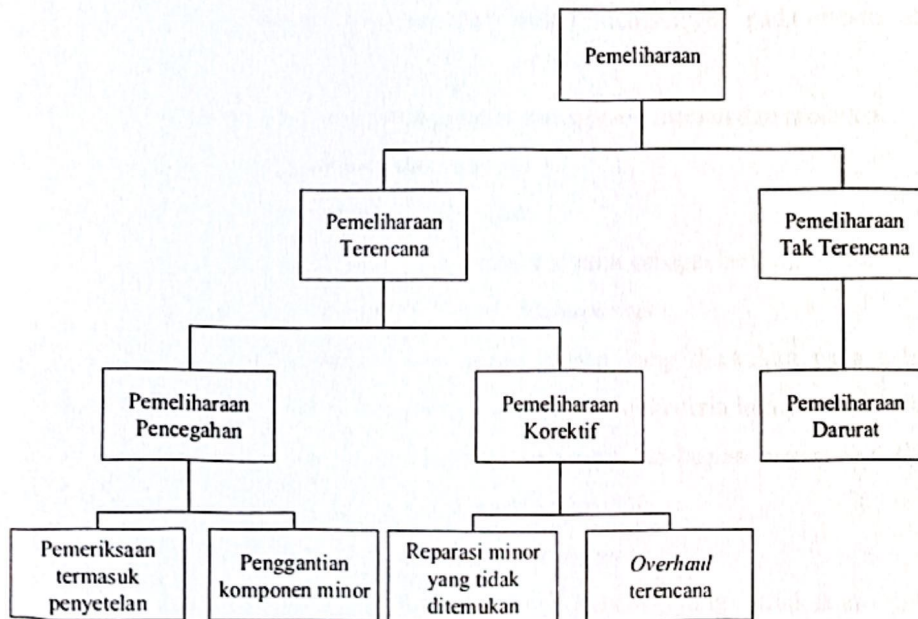 Pemeliharaan
Pemeliharaan
Terencana
Pemeliharaan
Tak Terencana
Pemeliharaan
Pencegahan
Pemeliharaan
Korektif
Pemeliharaan
Darurat
Pemeriksaan
termasuk
penyetelan
Penggantian
komponen minor
Reparasi minor
yang tidak
ditemukan
Overhaul
terencana